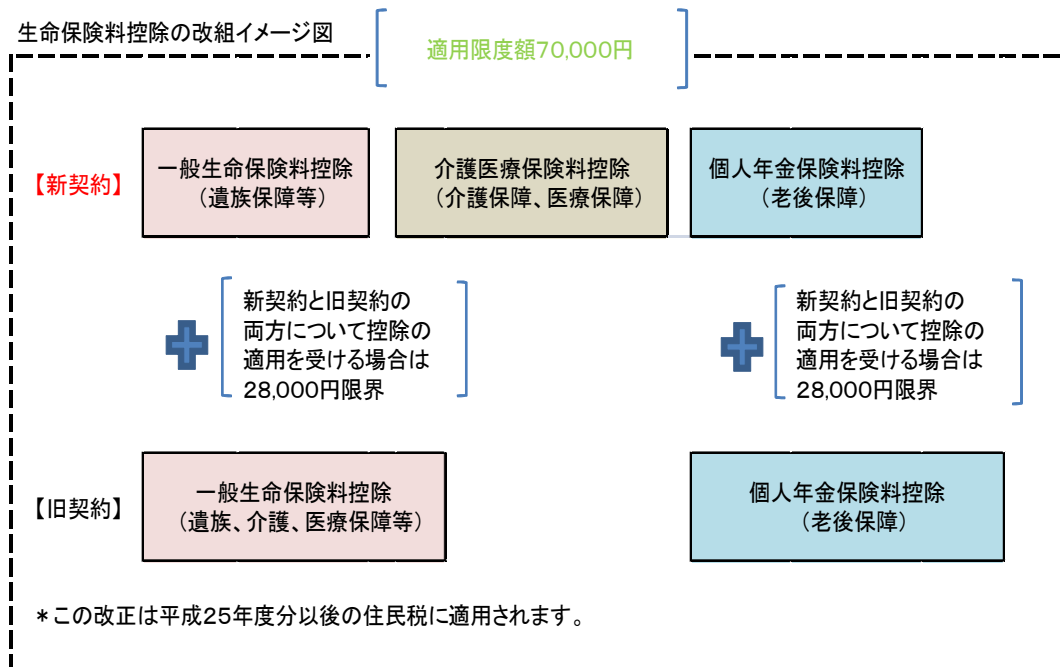 生命保険料控除の改組イメージ図
適用限度額70,000円
【新契約】
一般生命保険料控除
（遺族保障等）
介護医療保険料控除
（介護保障、医療保障）
個人年金保険料控除
（老後保障）
新契約と旧契約の
両方について控除の
適用を受ける場合は
28,000円限界
新契約と旧契約の
両方について控除の
適用を受ける場合は
28,000円限界
【旧契約】
一般生命保険料控除
（遺族、介護、医療保障等）
個人年金保険料控除
（老後保障）
＊この改正は平成25年度分以後の住民税に適用されます。